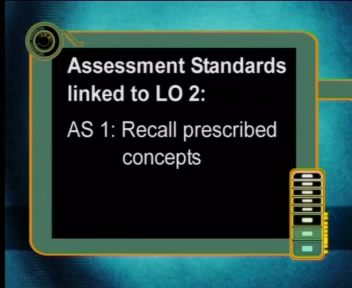 Assessment Standards
linked to LO 2:
AS 1: Recall prescribed
concepts